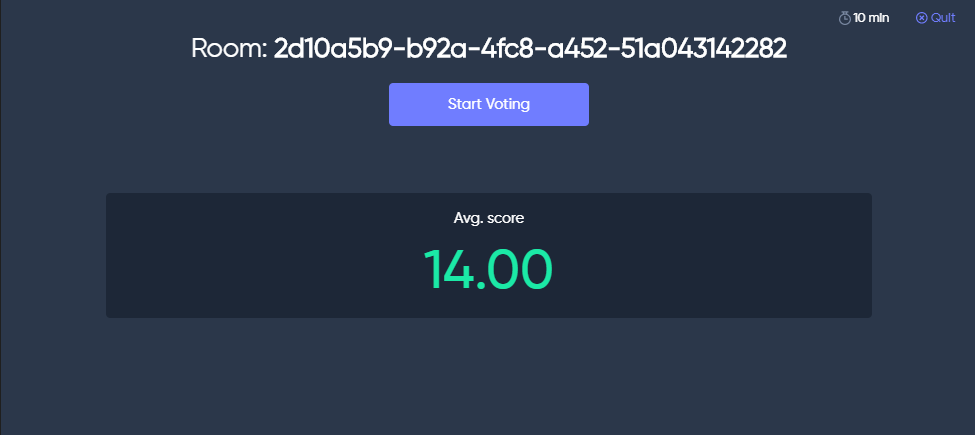 10 min
Quit
Room: 2d10a5b9-b92a-4fc8-a452-51a043142282
Start Voting
Avg. score
14.00